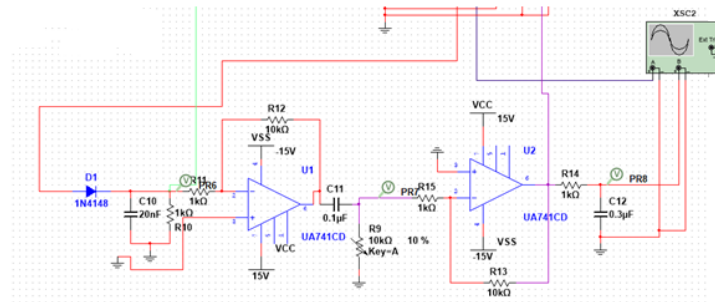 XSC2
Ext Tri
A
B
R12
10kΩ
VSS
-15V
U1
VCC
15V
U2
D1
1N4148
R11
PR6
1kΩ
C10
20nF
1kΩ
R10
C11
0.1µF
PR7
R15
1kΩ
R14
1kΩ
PR8
C12
0.3µF
R9
10kΩ
Key=A
10 %
UA741CD
VCC
15V
UA741CD
VSS
-15V
R13
10kΩ